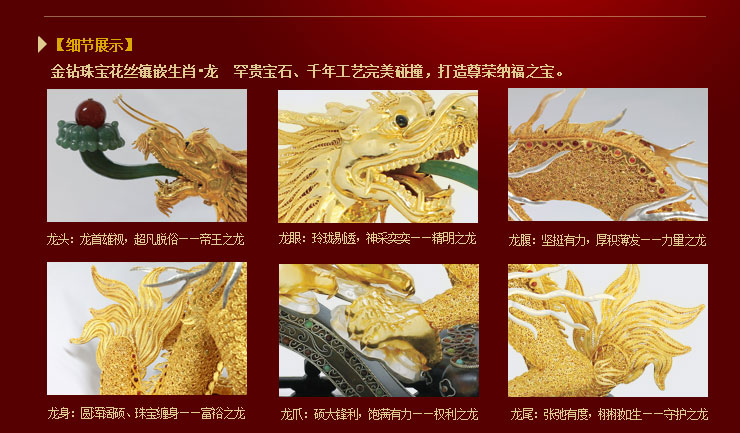 【细节展示】
金钻珠宝花丝镶嵌生肖·龙 罕贵宝石、千年工艺完美碰撞，打造尊荣纳福之宝。
龙头：龙首雄视，超凡脱俗——帝王之龙
龙眼：玲珑剔透，神采奕奕——精明之龙
龙腹：坚挺有力，厚积薄发——力量之龙
龙身：圆浑阔硕、珠宝缠身——富裕之龙
龙爪：硕大锋利，饱满有力——权利之龙
龙尾：张弛有度，栩栩如生——守护之龙